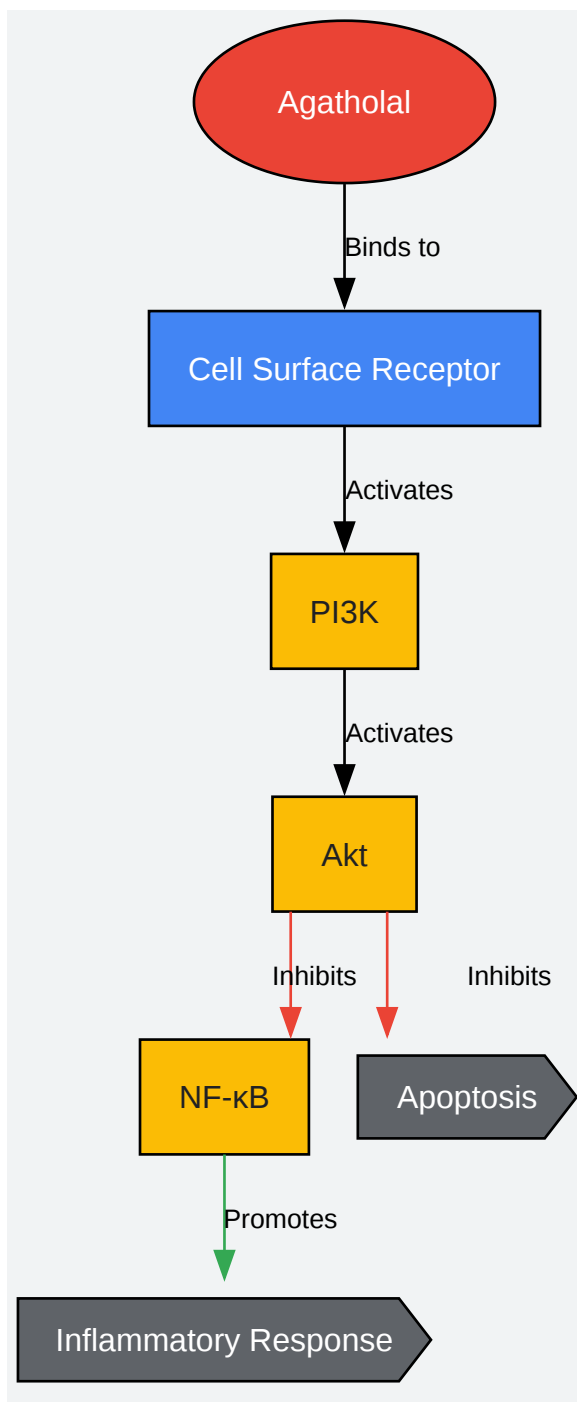 Agatholal
Binds to
Cell Surface Receptor
Activates
PI3K
Activates
Akt
Inhibits
Inhibits
NF-κB
Apoptosis
Promotes
Inflammatory Response